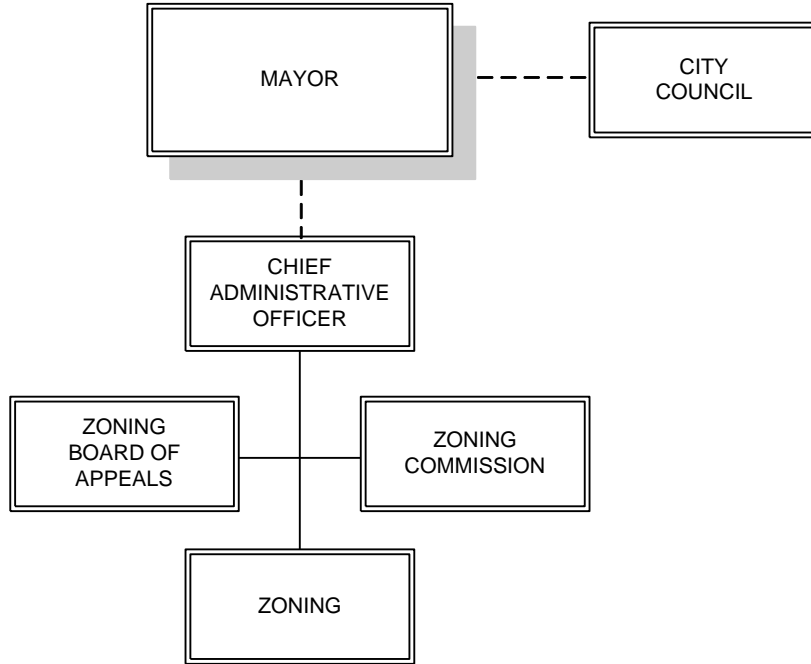 MAYOR
CITY
COUNCIL
CHIEF
ADMINISTRATIVE
OFFICER
ZONING
BOARD OF
APPEALS
ZONING
COMMISSION
ZONING